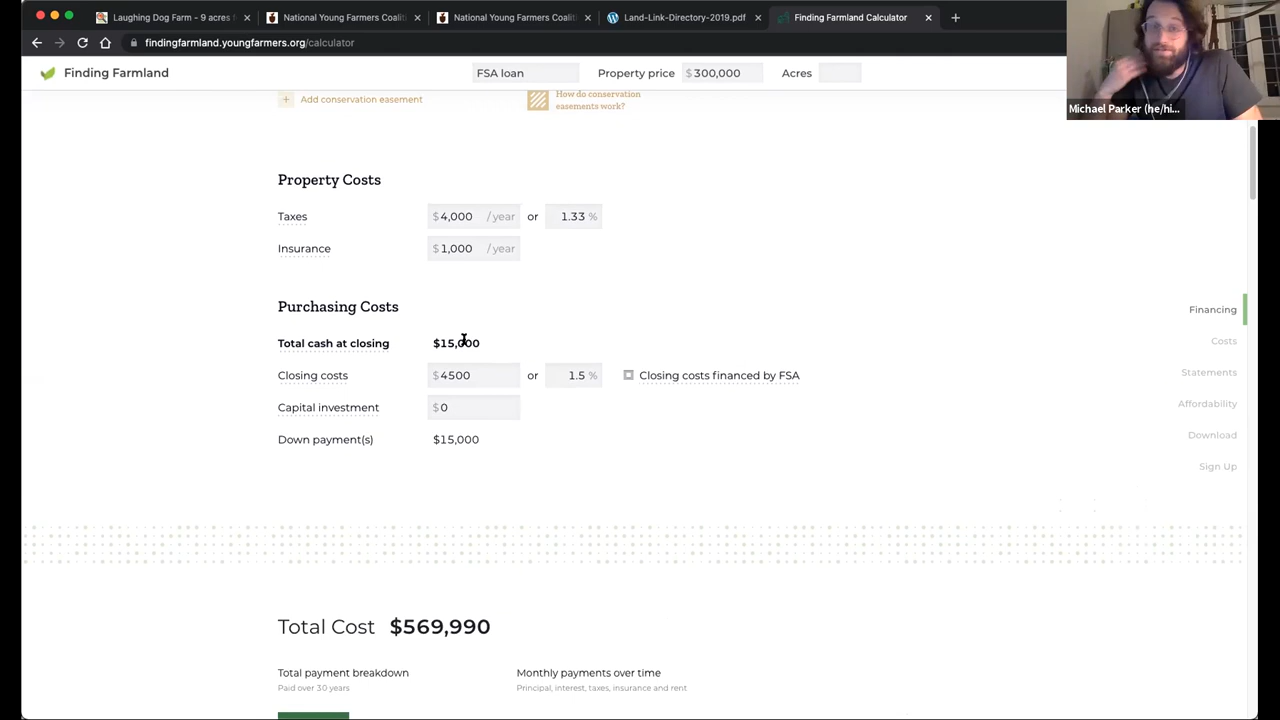 Laughing Dog Farm - 9 acres f
National Young Farmers Coaliti
National Young Farmers Coaliti
Land-Link-Directory-2019.pdf
Finding Farmland Calculator
findingfarmland.youngfarmers.org/calculator
Finding Farmland
FSA loan
Property price
$ 300,000
Acres
Michael Parker (he/hi...
+ Add conservation easement
How do conservation
easements work?
Property Costs
Taxes
$ 4,000 / year or 1.33 %
Insurance
$ 1,000 / year
Purchasing Costs
Total cash at closing
$15,000
Closing costs
$ 4500 or 1.5 %
Closing costs financed by FSA
Capital investment
$ 0
Down payment(s)
$15,000
Financing
Costs
Statements
Affordability
Download
Sign Up
Total Cost $569,990
Total payment breakdown
Paid over 30 years
Monthly payments over time
Principal, interest, taxes, insurance and rent